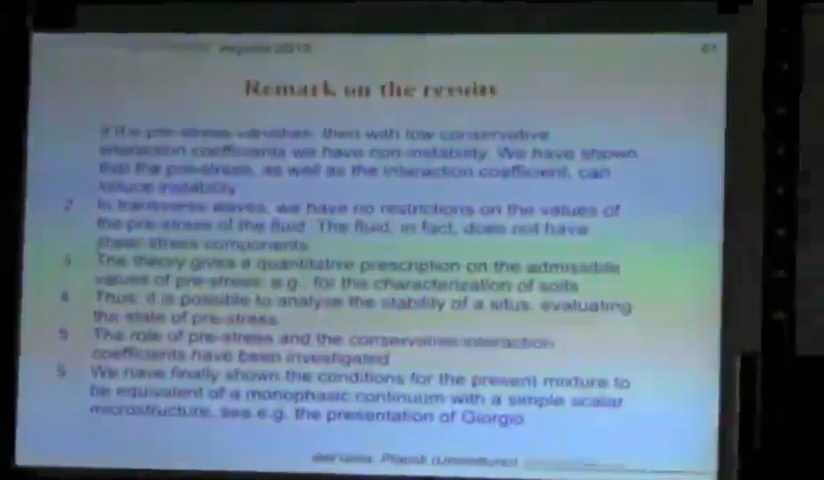 Remark on the results
if the pre-stress vanishes, then with low conservative
interaction coefficients we have non-instability. We have shown
that the pre-stress, as well as the interaction coefficient, can
induce instability
2 In transverse waves, we have no restrictions on the values of
the pre-stress of the fluid. The fluid, in fact, does not have
shear stress components
3 The theory gives a quantitative prescription on the admissible
values of pre-stress, e.g., for the characterization of soils
4 Thus, it is possible to analyse the stability of a situs, evaluating
the state of pre-stress
5 The role of pre-stress and the conservative interaction
coefficients have been investigated
6 We have finally shown the conditions for the present mixture to
be equivalent of a monophasic continuum with a simple scalar
microstructure, see e.g. the presentation of Giorgio